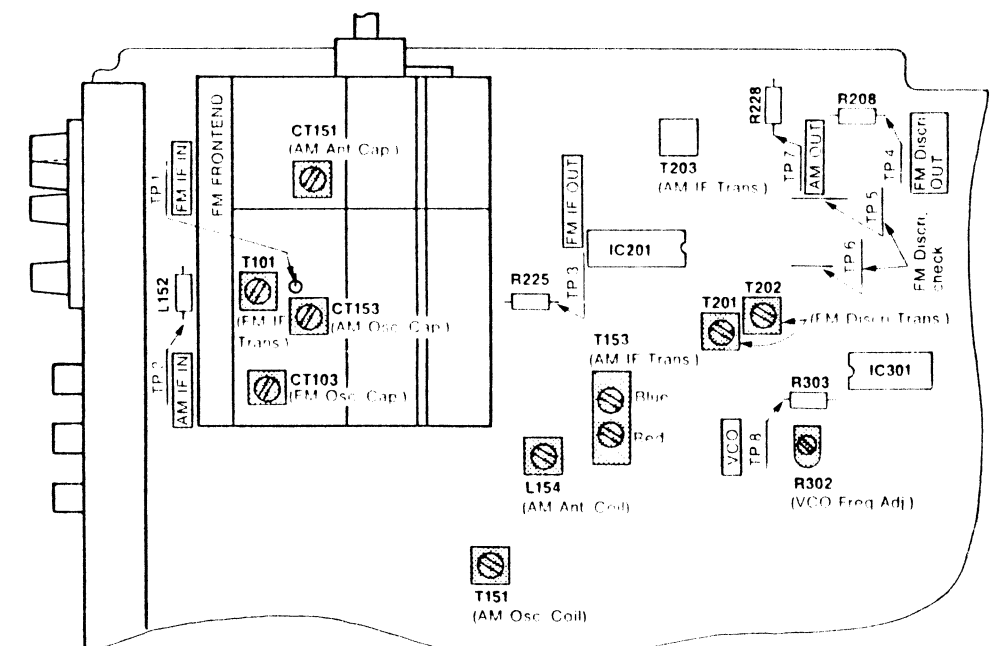 CT151
(AM Ant Cap.)
FM FRONTEND
TP 1
FM IF IN
L152
TP 2
AM IF IN
T101
(FM IF
Trans.)
CT153
(AM Osc Cap.)
CT103
(FM Osc Cap.)
FM IF OUT
TP 3
R225
IC201
T203
(AM IF Trans.)
R228
R208
TP 7
AM OUT
TP 4
FM Discri.
OUT
TP 5
TP 6
FM Discri.
check
T201
T202
(FM Discri Trans.)
T153
(AM IF Trans.)
Blue
Red
IC301
R303
VCO
TP 8
R302
(VCO Freq Adj.)
L154
(AM Ant Coil)
T151
(AM Osc Coil)